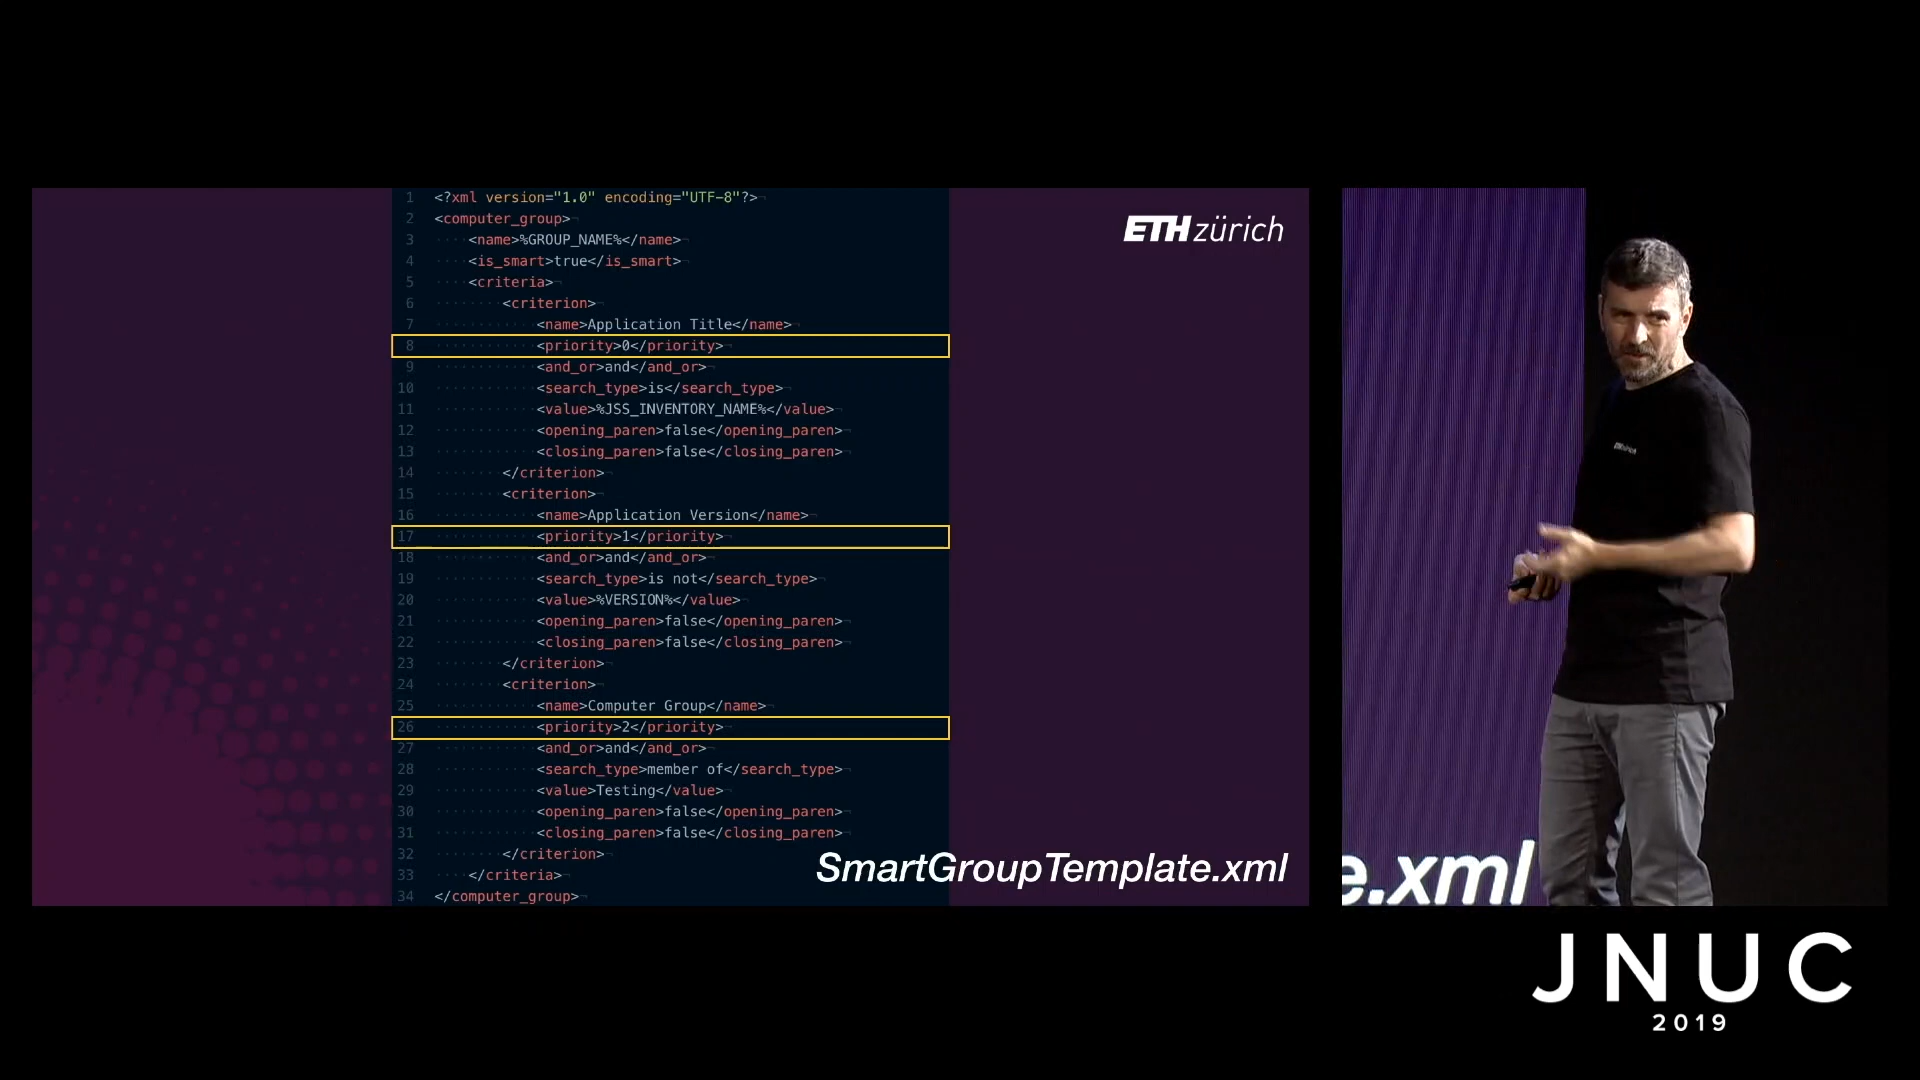 1 <?xml version="1.0" encoding="UTF-8"?>
2 <computer_group>
3 <name>%GROUP_NAME%</name>
4 <is_smart>true</is_smart>
5 <criteria>
6 <criterion>
7 <name>Application Title</name>
8 <priority>0</priority>
9 <and_or>and</and_or>
10 <search_type>is</search_type>
11 <value>%JSS_INVENTORY_NAME%</value>
12 <opening_paren>false</opening_paren>
13 <closing_paren>false</closing_paren>
14 </criterion>
15 <criterion>
16 <name>Application Version</name>
17 <priority>1</priority>
18 <and_or>and</and_or>
19 <search_type>is not</search_type>
20 <value>%VERSION%</value>
21 <opening_paren>false</opening_paren>
22 <closing_paren>false</closing_paren>
23 </criterion>
24 <criterion>
25 <name>Computer Group</name>
26 <priority>2</priority>
27 <and_or>and</and_or>
28 <search_type>member of</search_type>
29 <value>Testing</value>
30 <opening_paren>false</opening_paren>
31 <closing_paren>false</closing_paren>
32 </criterion>
33 </criteria>
34 </computer_group>
ETH zürich
SmartGroupTemplate.xml
e.xml
JNUC
2019